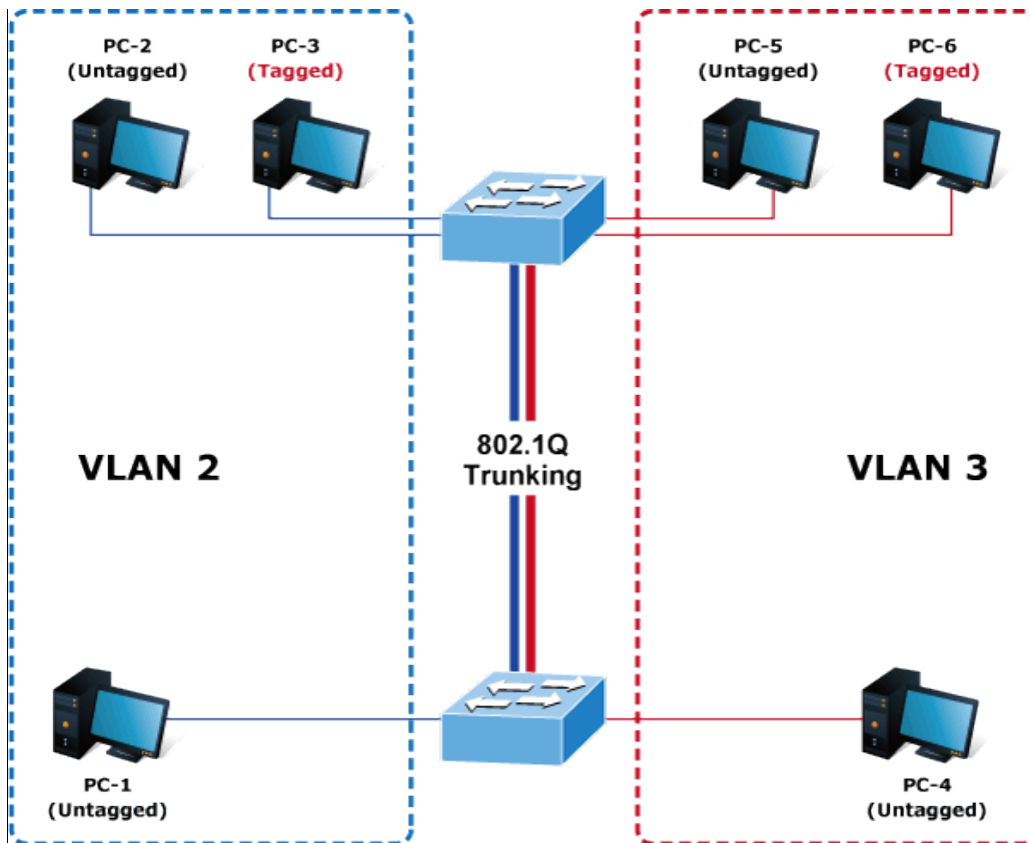 PC-2
(Untagged)
PC-3
(Tagged)
PC-5
(Untagged)
PC-6
(Tagged)
802.1Q
Trunking
VLAN 2
VLAN 3
PC-1
(Untagged)
PC-4
(Untagged)